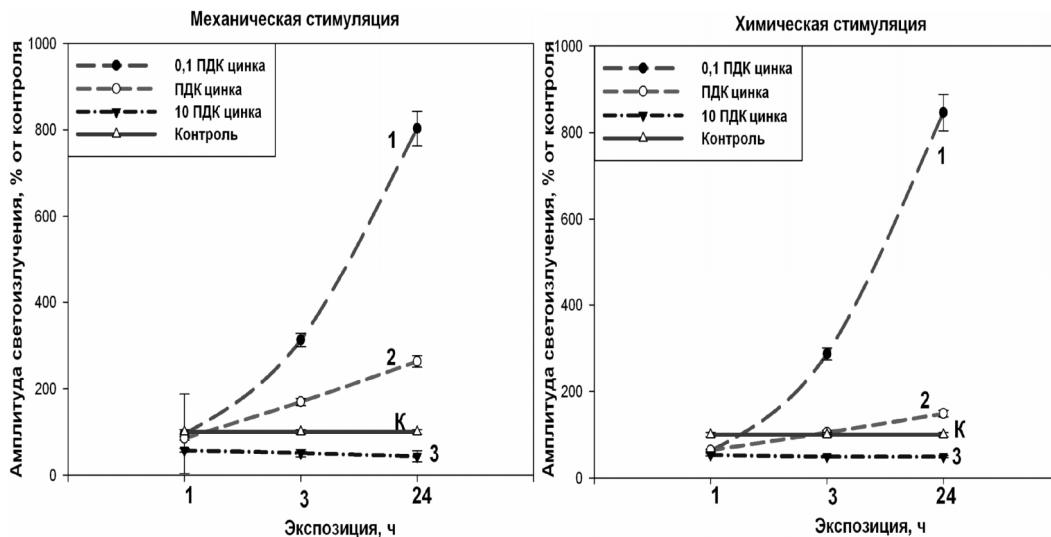 Механическая стимуляция
Амплитуда светоизлучения, % от контроля
1000
800
600
400
200
0
0,1 ПДК цинка
ПДК цинка
10 ПДК цинка
Контроль
1
2
К
3
1
3
24
Экспозиция, ч
Химическая стимуляция
Амплитуда светоизлучения, % от контроля
1000
800
600
400
200
0
0,1 ПДК цинка
ПДК цинка
10 ПДК цинка
Контроль
1
2
К
3
1
3
24
Экспозиция, ч